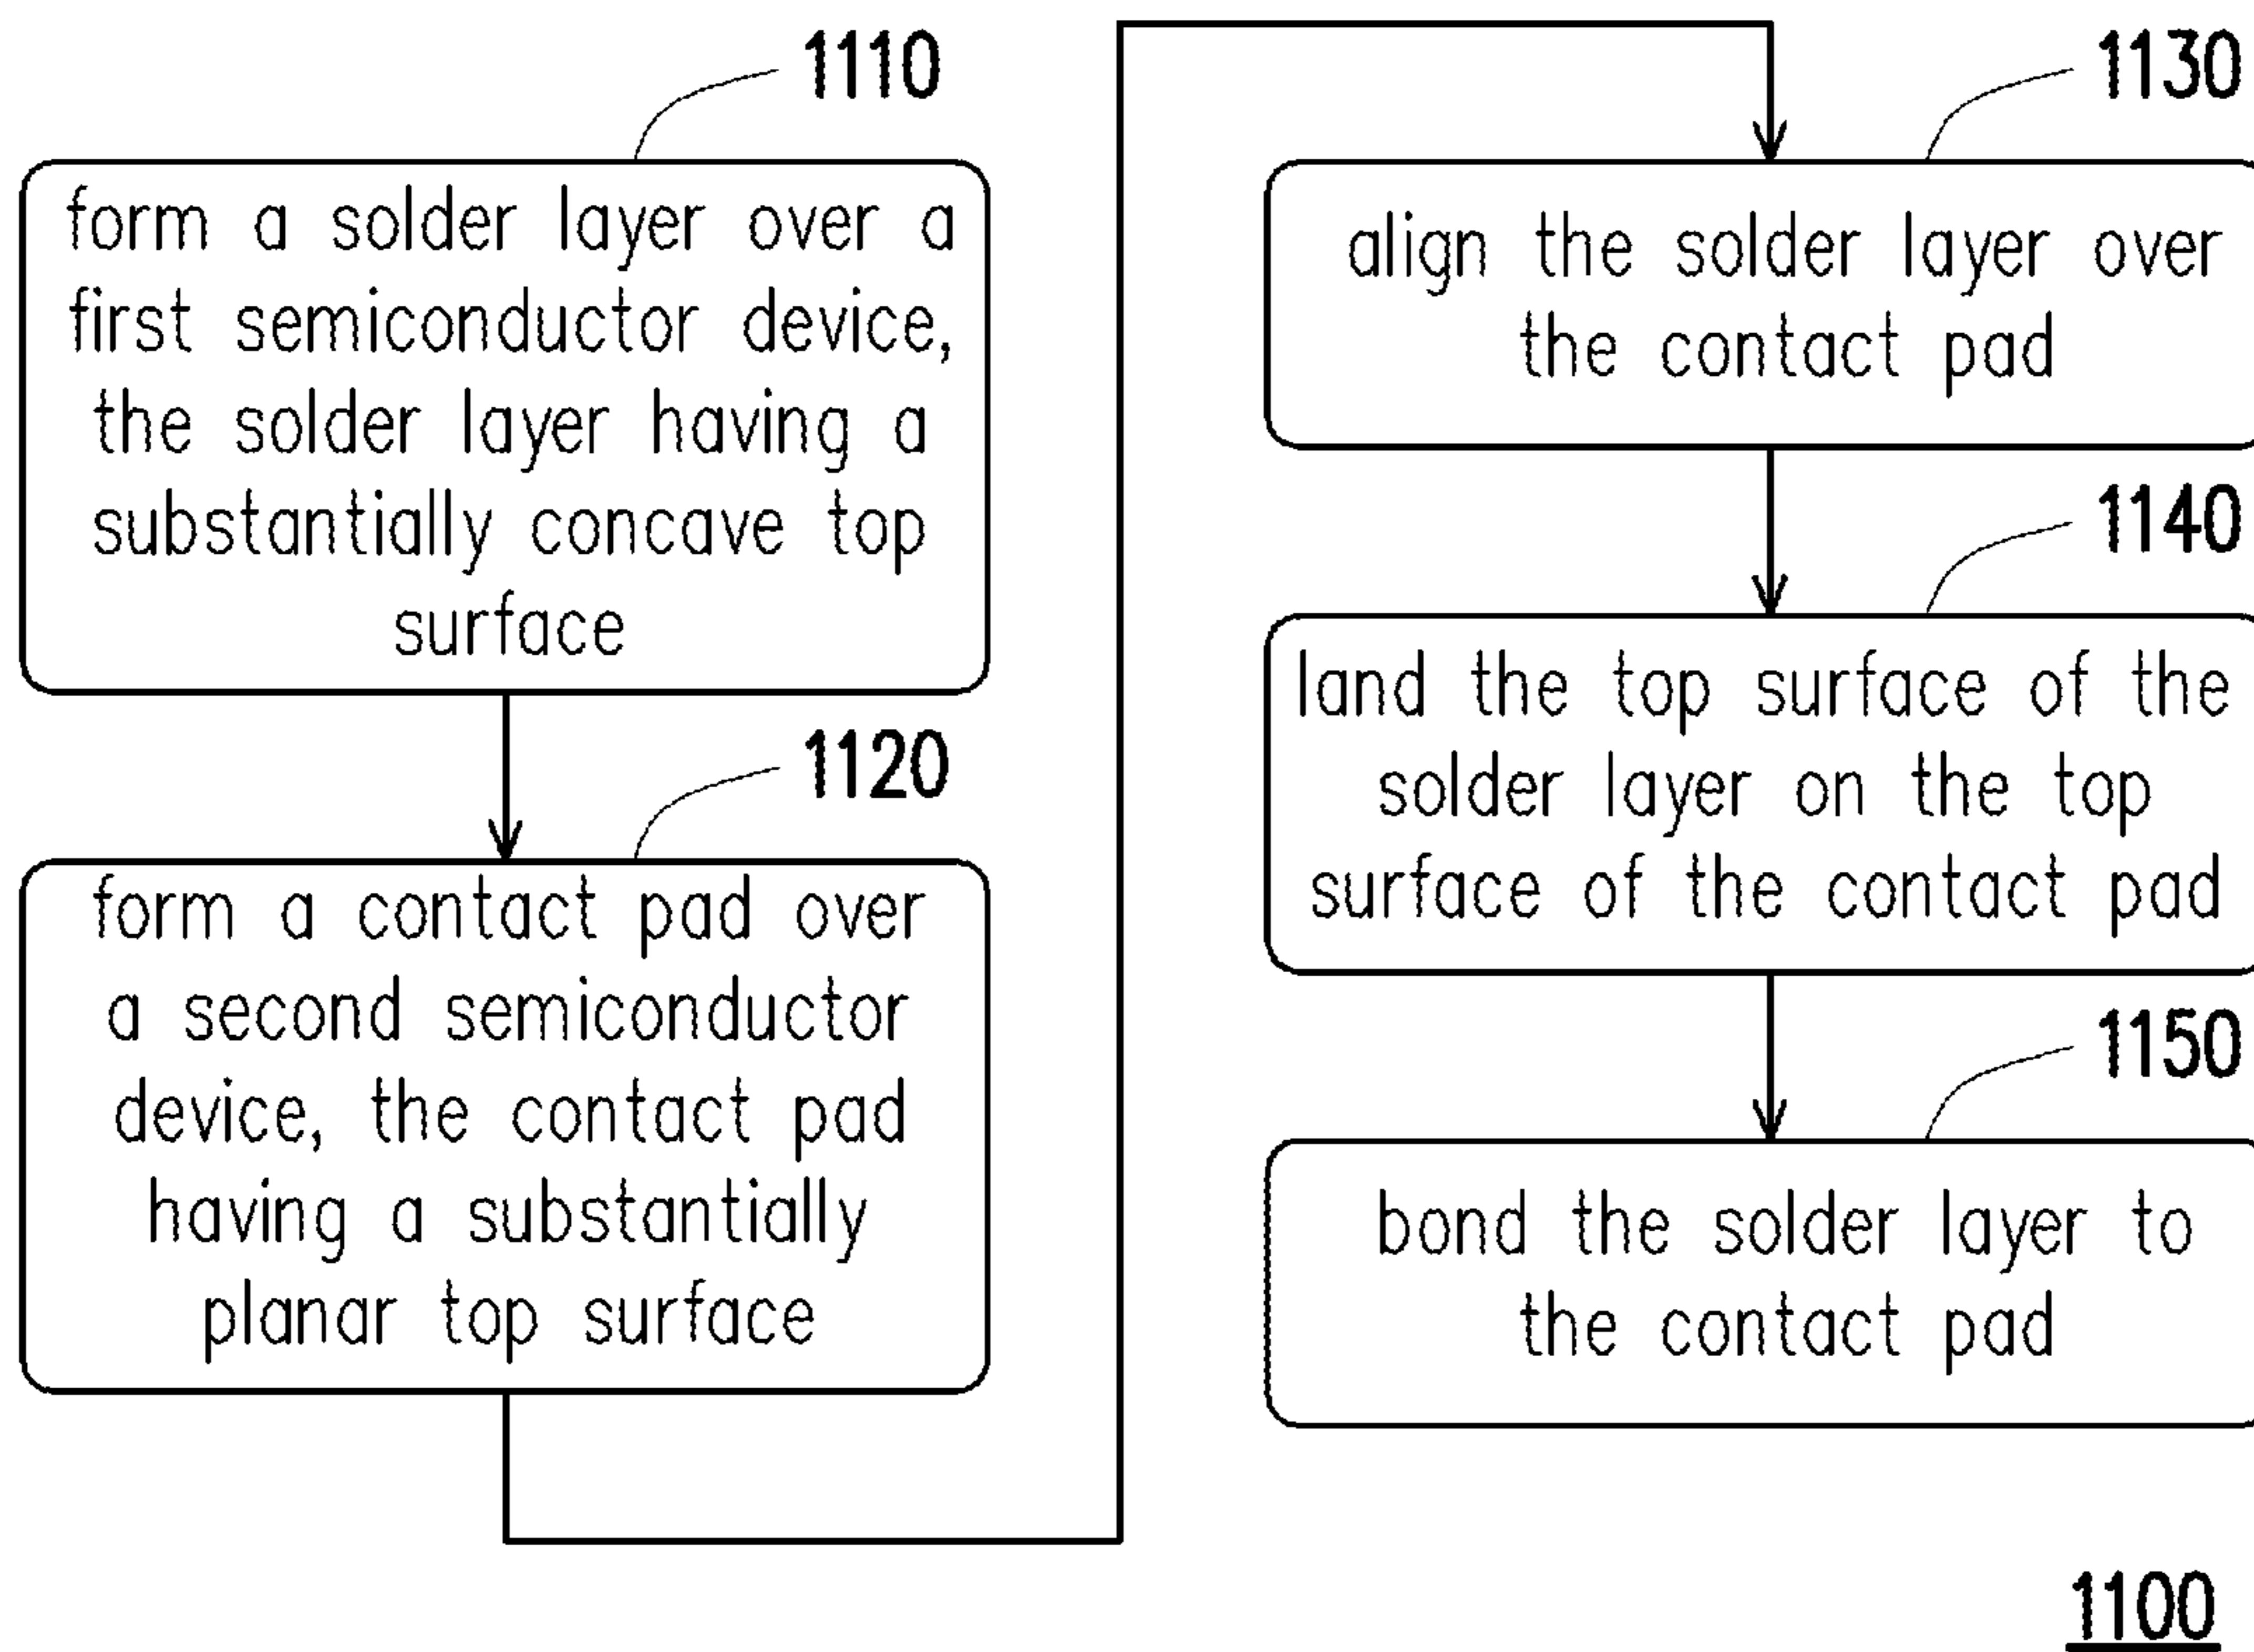 1110
form a solder layer over a
first semiconductor device,
the solder layer having a
substantially concave top
surface
1120
form a contact pad over
a second semiconductor
device, the contact pad
having a substantially
planar top surface
1130
align the solder layer over
the contact pad
1140
land the top surface of the
solder layer on the top
surface of the contact pad
1150
bond the solder layer to
the contact pad
1100